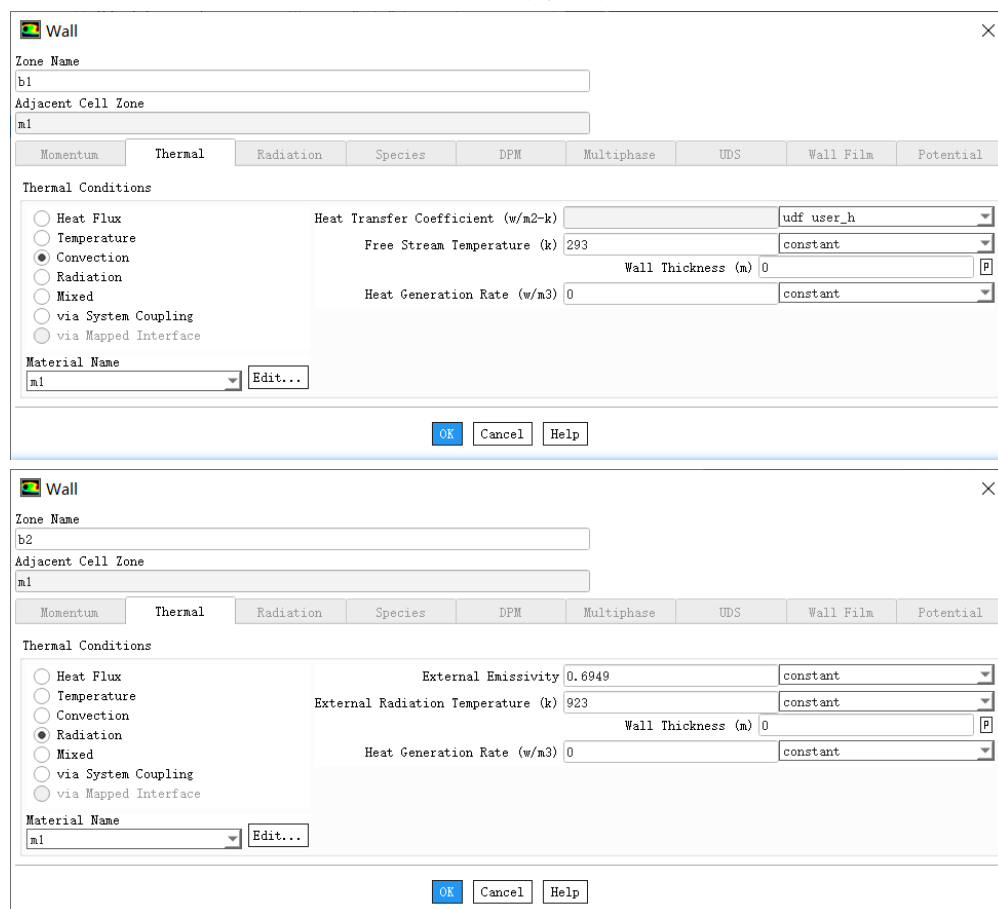 Wall
Zone Name
b1
Adjacent Cell Zone
m1
Momentum Thermal Radiation Species DPM Multiphase UDS Wall Film Potential
Thermal Conditions
Heat Flux
Temperature
Convection
Radiation
Mixed
via System Coupling
via Mapped Interface
Heat Transfer Coefficient (w/m2-k) udf user_h
Free Stream Temperature (k) 293 constant
Wall Thickness (m) 0 P
Heat Generation Rate (w/m3) 0 constant
Material Name
m1 Edit...
OK Cancel Help
Wall
Zone Name
b2
Adjacent Cell Zone
m1
Momentum Thermal Radiation Species DPM Multiphase UDS Wall Film Potential
Thermal Conditions
Heat Flux
Temperature
Convection
Radiation
Mixed
via System Coupling
via Mapped Interface
External Emissivity 0.6949 constant
External Radiation Temperature (k) 923 constant
Wall Thickness (m) 0 P
Heat Generation Rate (w/m3) 0 constant
Material Name
m1 Edit...
OK Cancel Help